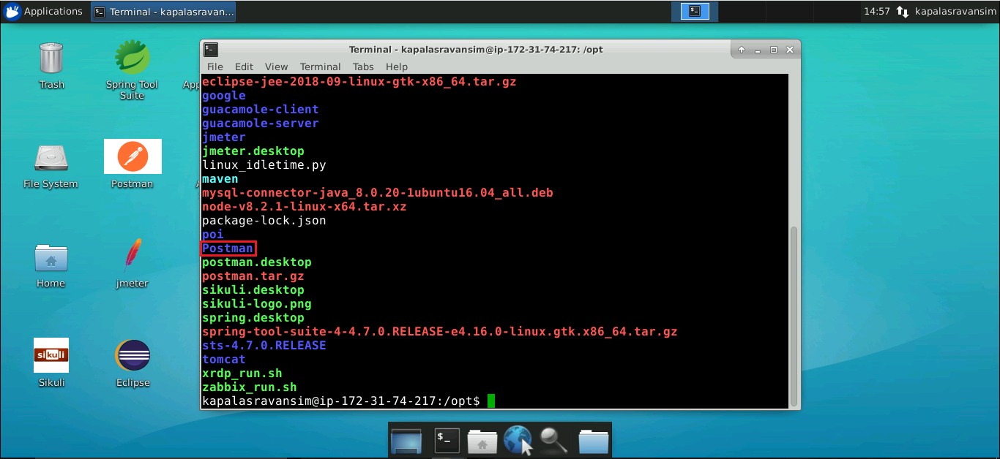 Applications
Terminal - kapalasravan...
14:57
kapalasravansim
Trash
Spring Tool
Suite
App
File System
Postman
Home
jmeter
sikuli
Sikuli
Eclipse
Terminal - kapalasravansim@ip-172-31-74-217: /opt
File Edit View Terminal Tabs Help
eclipse-jee-2018-09-linux-gtk-x86_64.tar.gz
google
guacamole-client
guacamole-server
jmeter
jmeter.desktop
linux_idletime.py
maven
mysql-connector-java_8.0.20-1ubuntu16.04_all.deb
node-v8.2.1-linux-x64.tar.xz
package-lock.json
poi
Postman
postman.desktop
postman.tar.gz
sikuli.desktop
sikuli-logo.png
spring.desktop
spring-tool-suite-4-4.7.0.RELEASE-e4.16.0-linux.gtk.x86_64.tar.gz
sts-4.7.0.RELEASE
tomcat
xrdp_run.sh
zabbix_run.sh
kapalasravansim@ip-172-31-74-217:/opt$